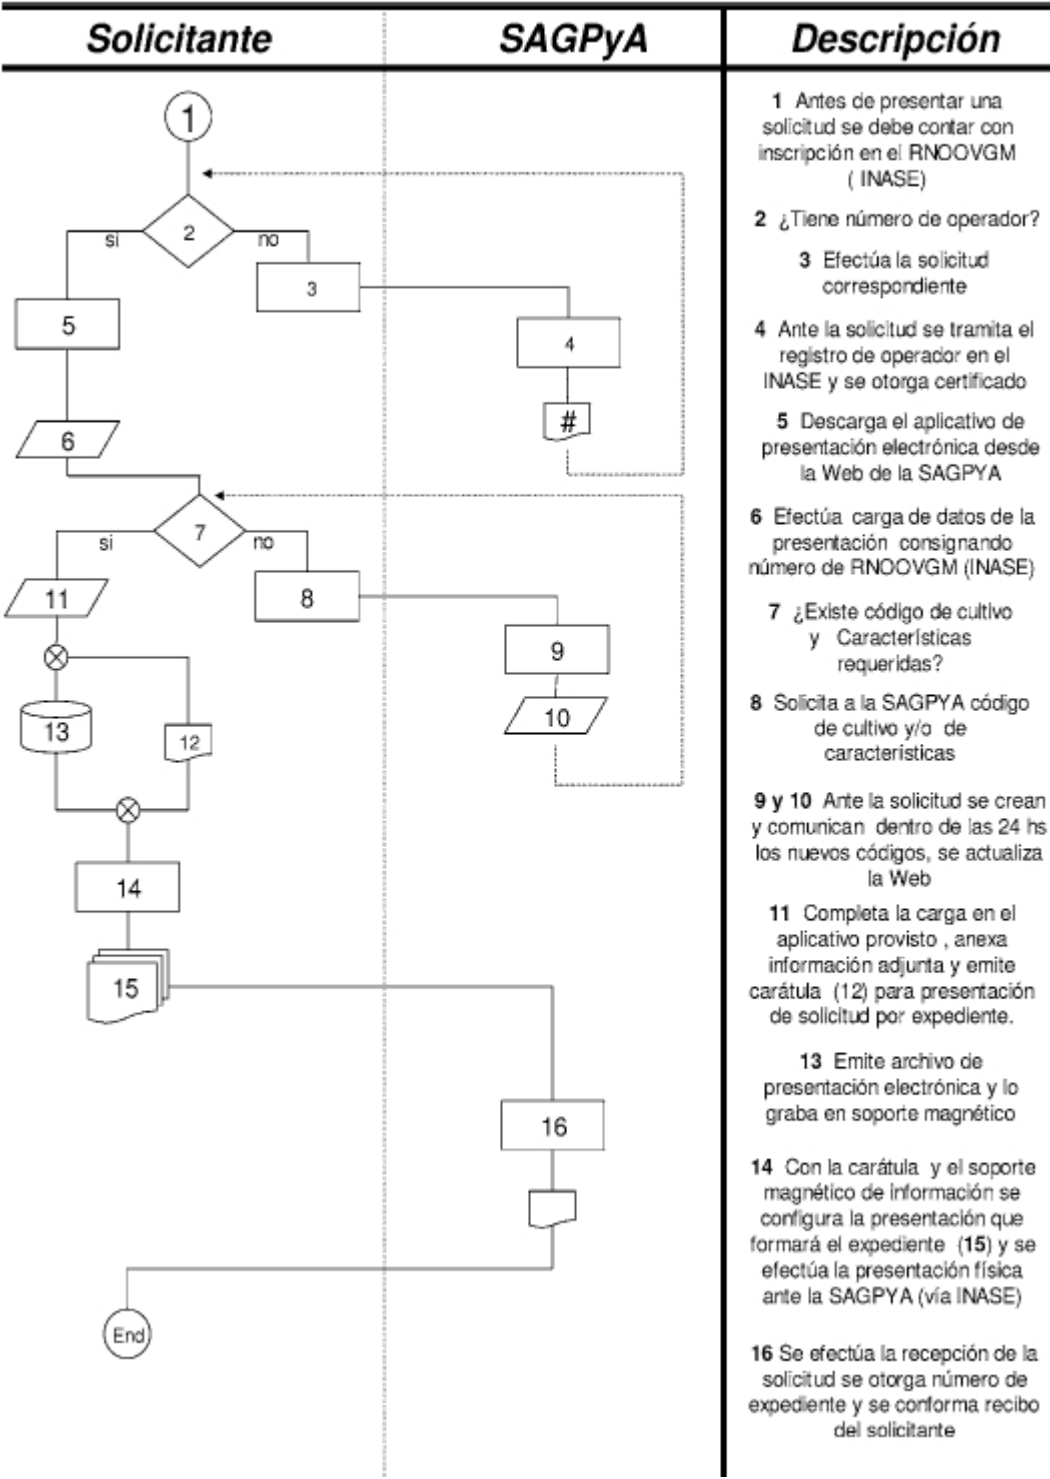 Solicitante
SAGPyA
Descripción
1
2
si
no
3
4
#
5
6
7
si
no
8
9
10
11
12
13
14
15
16
End
1 Antes de presentar una
solicitud se debe contar con
inscripción en el RNOOVGM
( INASE)
2 ¿Tiene número de operador?
3 Efectúa la solicitud
correspondiente
4 Ante la solicitud se tramita el
registro de operador en el
INASE y se otorga certificado
5 Descarga el aplicativo de
presentación electrónica desde
la Web de la SAGPYA
6 Efectúa carga de datos de la
presentación consignando
número de RNOOVGM (INASE)
7 ¿Existe código de cultivo
y Características
requeridas?
8 Solicita a la SAGPYA código
de cultivo y/o de
características
9 y 10 Ante la solicitud se crean
y comunican dentro de las 24 hs
los nuevos códigos, se actualiza
la Web
11 Completa la carga en el
aplicativo provisto , anexa
información adjunta y emite
carátula (12) para presentación
de solicitud por expediente.
13 Emite archivo de
presentación electrónica y lo
graba en soporte magnético
14 Con la carátula y el soporte
magnético de información se
configura la presentación que
formará el expediente (15) y se
efectúa la presentación física
ante la SAGPYA (vía INASE)
16 Se efectúa la recepción de la
solicitud se otorga número de
expediente y se conforma recibo
del solicitante